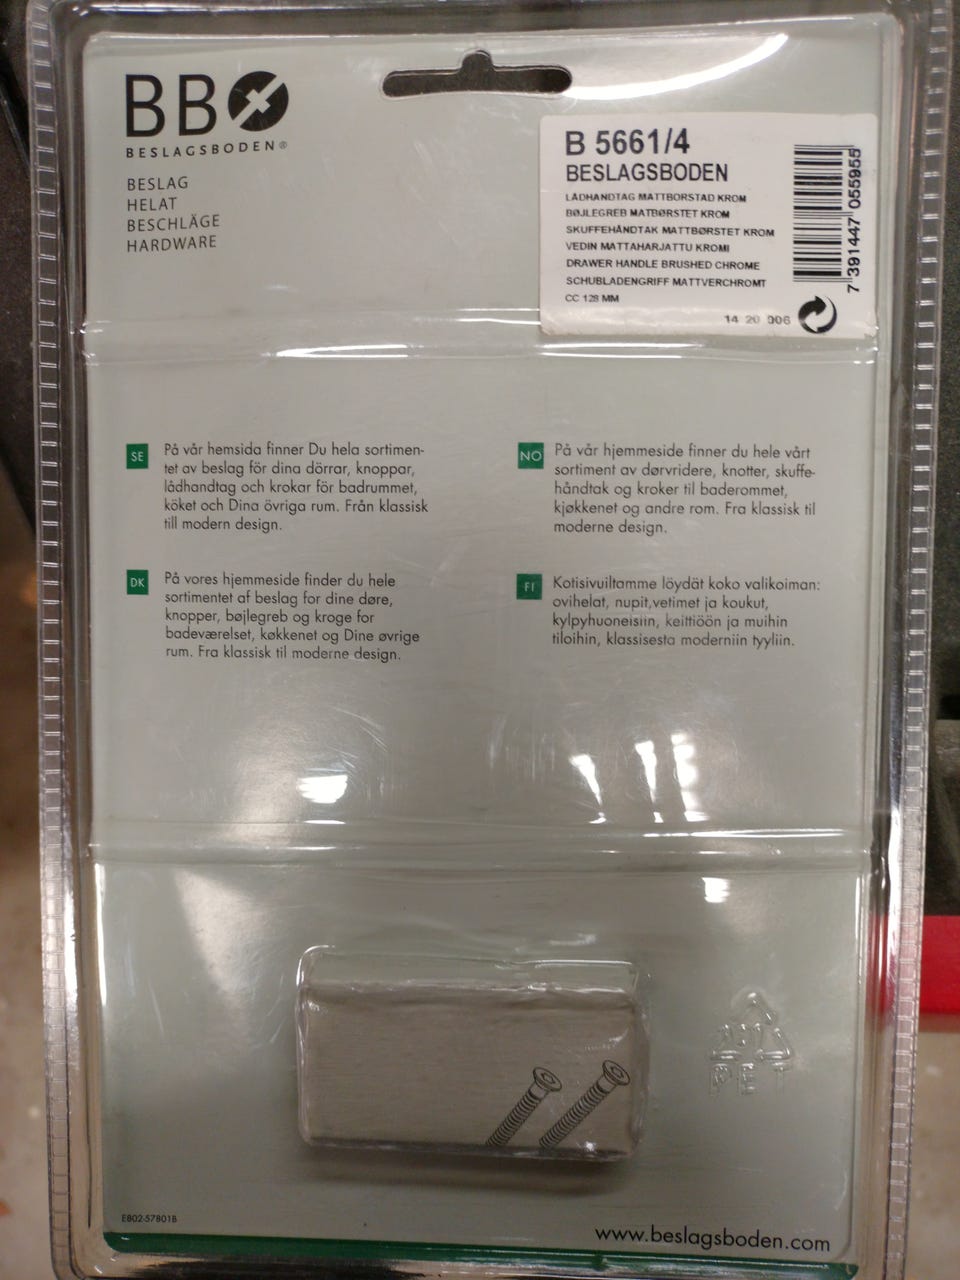 BB
BESLAGSBODEN®
BESLAG
HELAT
BESCHLÄGE
HARDWARE
B 5661/4
BESLAGSBODEN
LÅDHANDTAG MATTBORSTAD KROM
BØJLEGREB MATBØRSTET KROM
SKUFFEHÅNDTAK MATTBØRSTET KROM
VEDIN MATTAHARJATTU KROMI
DRAWER HANDLE BRUSHED CHROME
SCHUBLADENGRIFF MATTVERCHROMT
CC 128 MM
14 20 006
7 391447 055955
SE
På vår hemsida finner Du hela sortimen-
tet av beslag för dina dörrar, knoppar,
lådhandtag och krokar för badrummet,
köket och Dina övriga rum. Från klassisk
till modern design.
NO
På vår hjemmeside finner du hele vårt
sortiment av dørvridere, knotter, skuffe-
håndtak og kroker til baderommet,
kjøkkenet og andre rom. Fra klassisk til
moderne design.
DK
På vores hjemmeside finder du hele
sortimentet af beslag for dine døre,
knopper, bøjlegreb og kroge for
badeværelset, køkkenet og Dine øvrige
rum. Fra klassisk til moderne design.
FI
Kotisivuiltamme löydät koko valikoiman:
ovihelat, nupit,vetimet ja koukut,
kylpyhuoneisiin, keittiöön ja muihin
tiloihin, klassisesta moderniin tyyliin.
PET
E802-57801B
www.beslagsboden.com